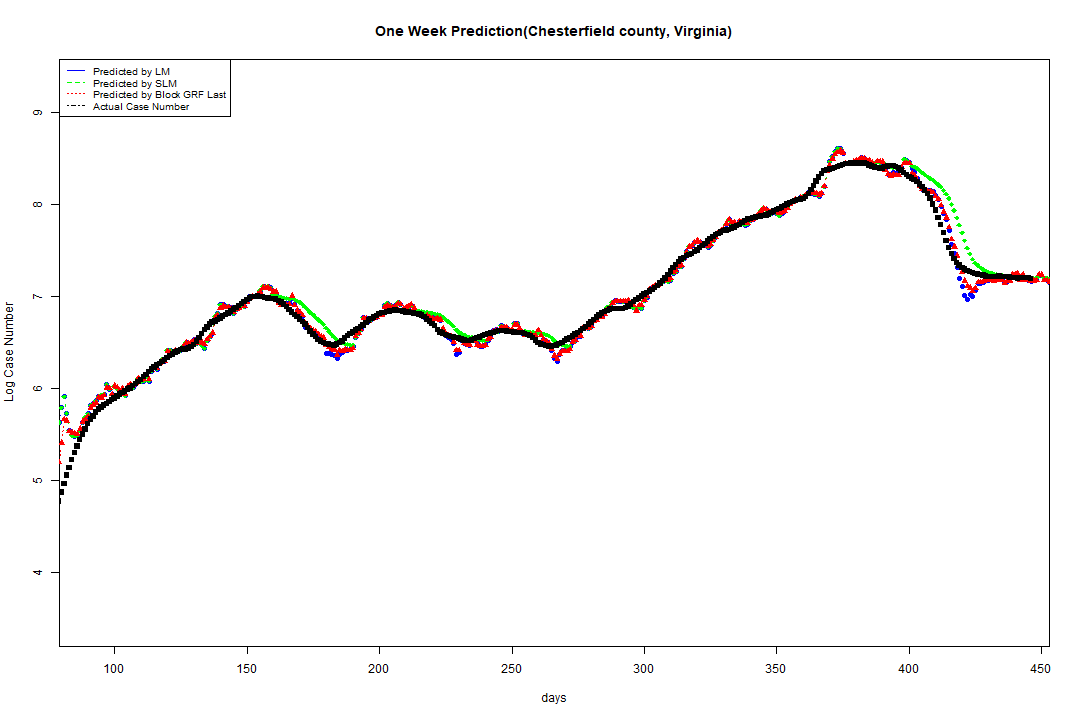 One Week Prediction(Chesterfield county, Virginia)
Predicted by LM
Predicted by SLM
Predicted by Block GRF Last
Actual Case Number
9
8
7
6
5
4
Log Case Number
100 150 200 250 300 350 400 450
days